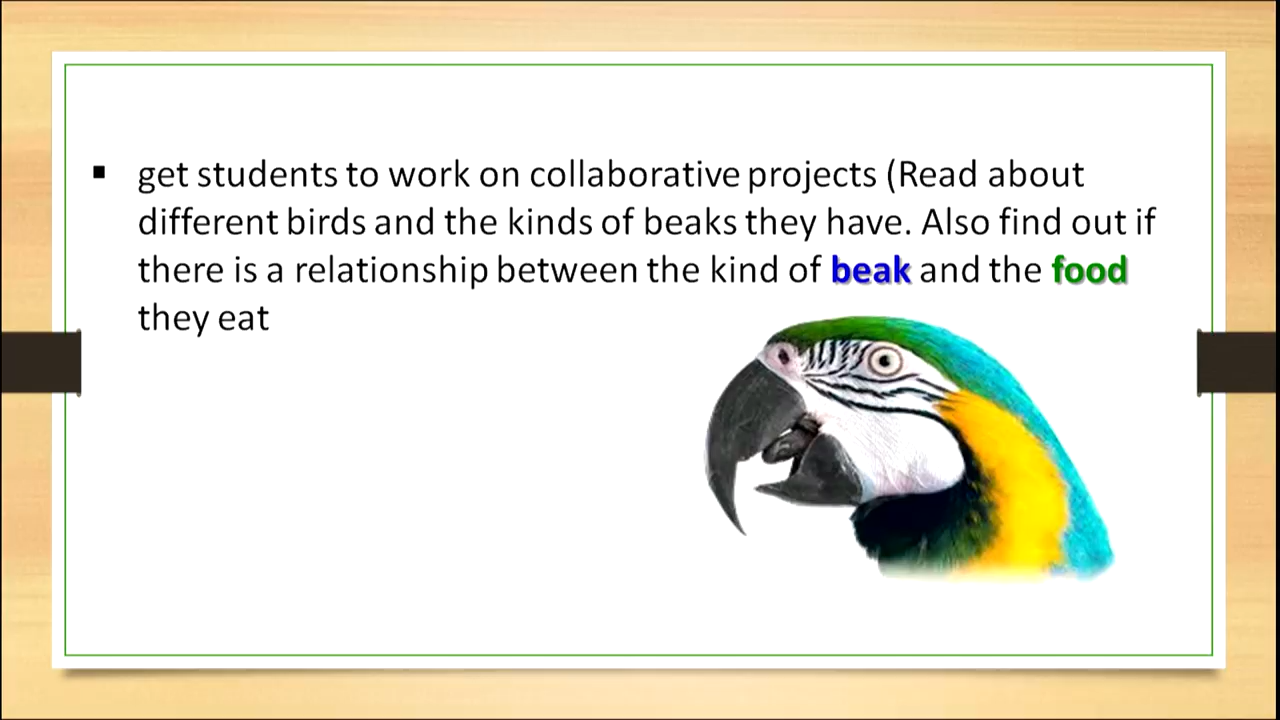 ▪ get students to work on collaborative projects (Read about
different birds and the kinds of beaks they have. Also find out if
there is a relationship between the kind of beak and the food
they eat